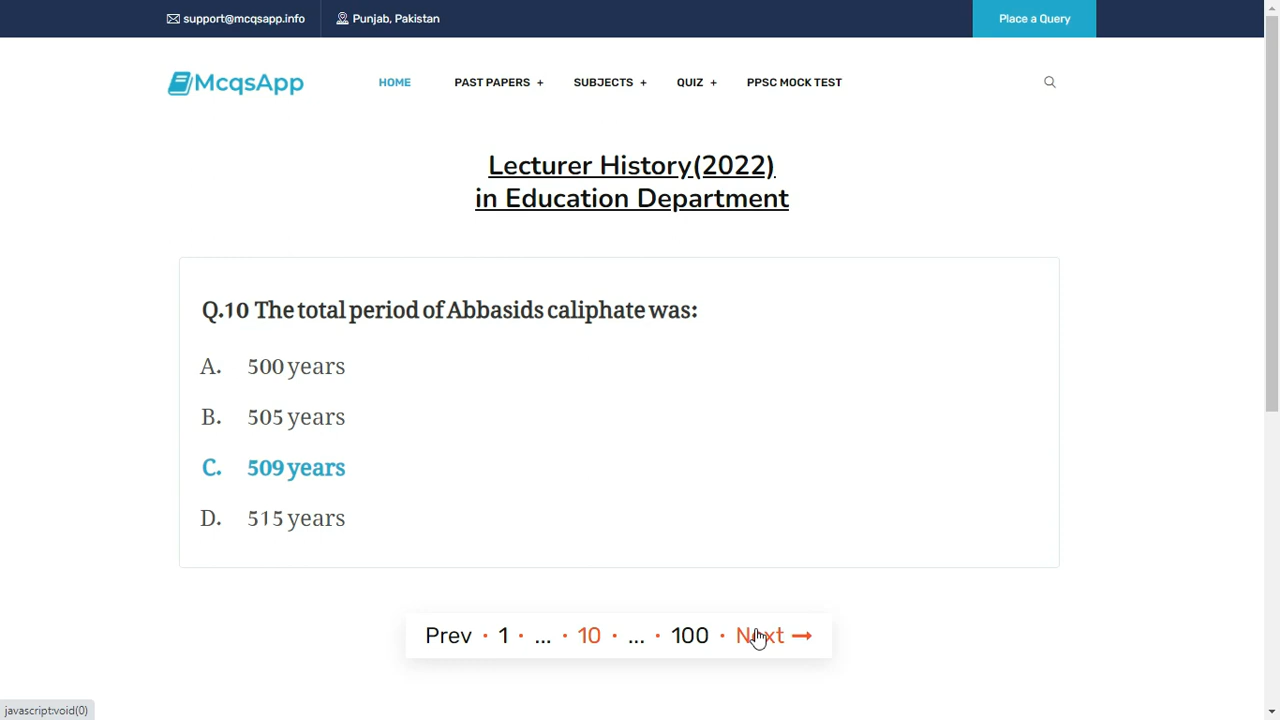 support@mcqsapp.info Punjab, Pakistan Place a Query
McqsApp HOME PAST PAPERS + SUBJECTS + QUIZ + PPSC MOCK TEST
Lecturer History(2022)
in Education Department
Q.10 The total period of Abbasids caliphate was:
A. 500 years
B. 505 years
C. 509 years
D. 515 years
Prev · 1 · ... · 10 · ... · 100 · Next →
javascript:void(0)